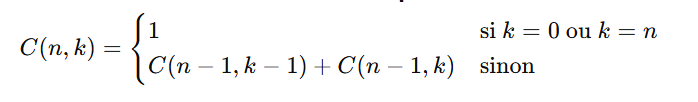 C(n, k) = { 1 si k = 0 ou k = n
C(n − 1, k − 1) + C(n − 1, k) sinon